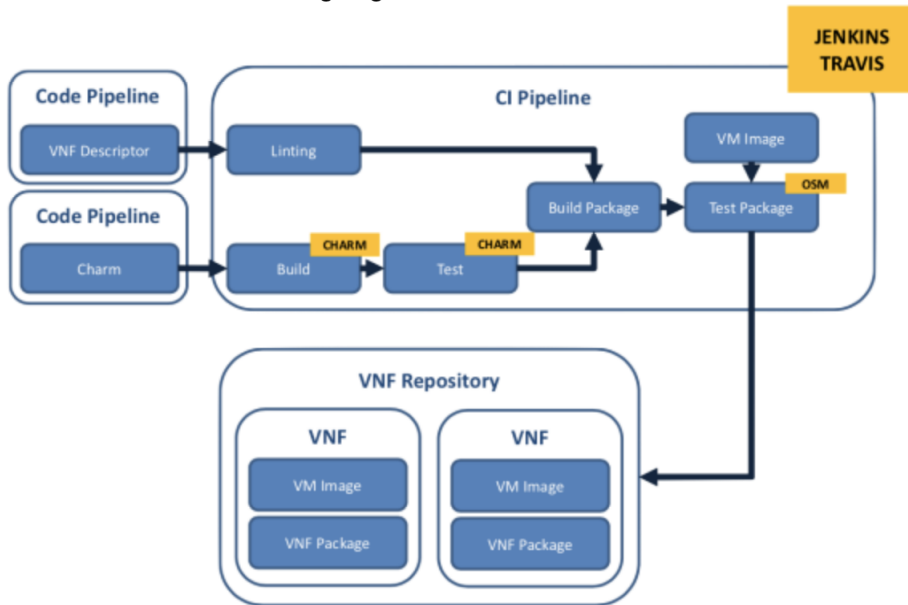 JENKINS
TRAVIS
Code Pipeline
VNF Descriptor
CI Pipeline
Linting
VM Image
OSM
Build Package
Test Package
Code Pipeline
Charm
CHARM
Build
CHARM
Test
VNF Repository
VNF
VM Image
VNF Package
VNF
VM Image
VNF Package